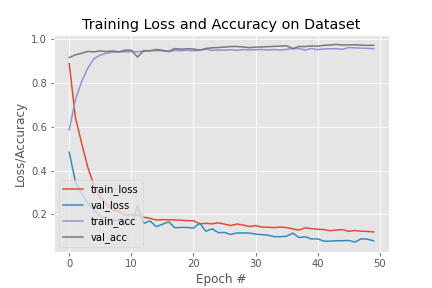 Training Loss and Accuracy on Dataset
1.0
0.8
0.6
0.4
0.2
Loss/Accuracy
train_loss
val_loss
train_acc
val_acc
0 10 20 30 40 50
Epoch #